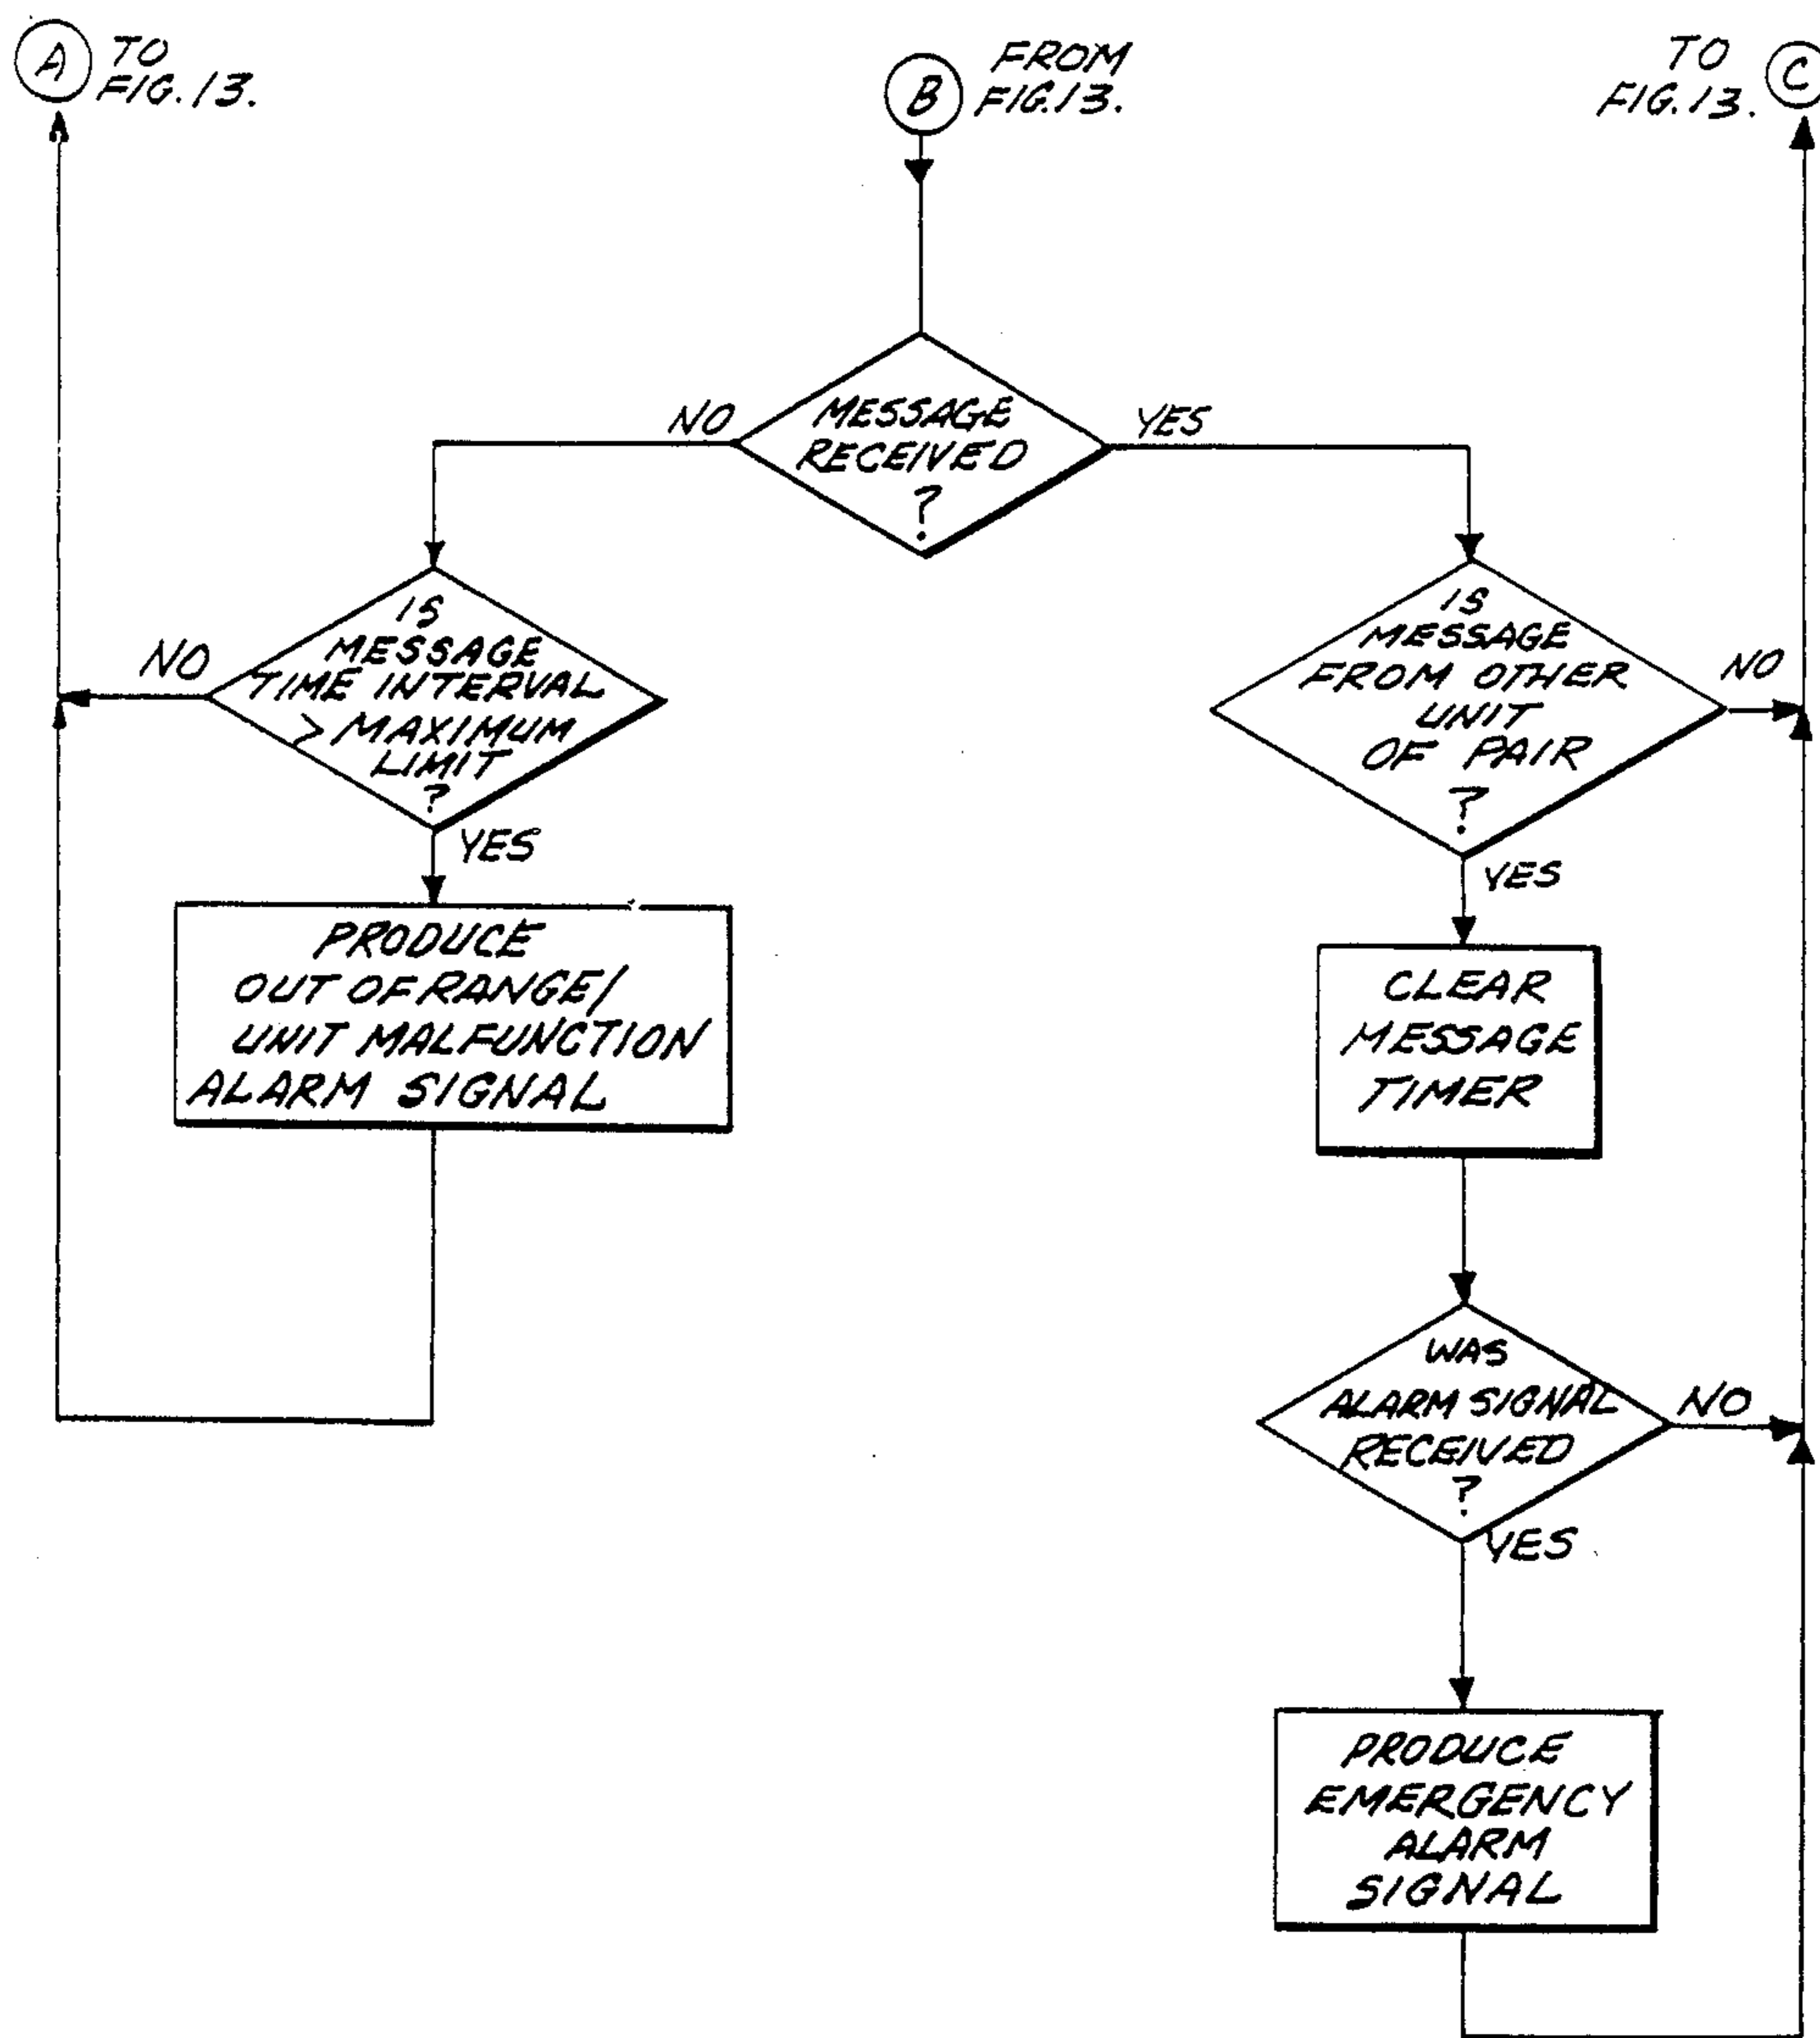 A TO
FIG. 13.
B FROM
FIG. 13.
TO C
FIG. 13.
MESSAGE
RECEIVED
?
NO
YES
IS
MESSAGE
TIME INTERVAL
> MAXIMUM
LIMIT
?
NO
YES
PRODUCE
OUT OF RANGE/
UNIT MALFUNCTION
ALARM SIGNAL
IS
MESSAGE
FROM OTHER
UNIT
OF PAIR
?
NO
YES
CLEAR
MESSAGE
TIMER
WAS
ALARM SIGNAL
RECEIVED
?
NO
YES
PRODUCE
EMERGENCY
ALARM
SIGNAL